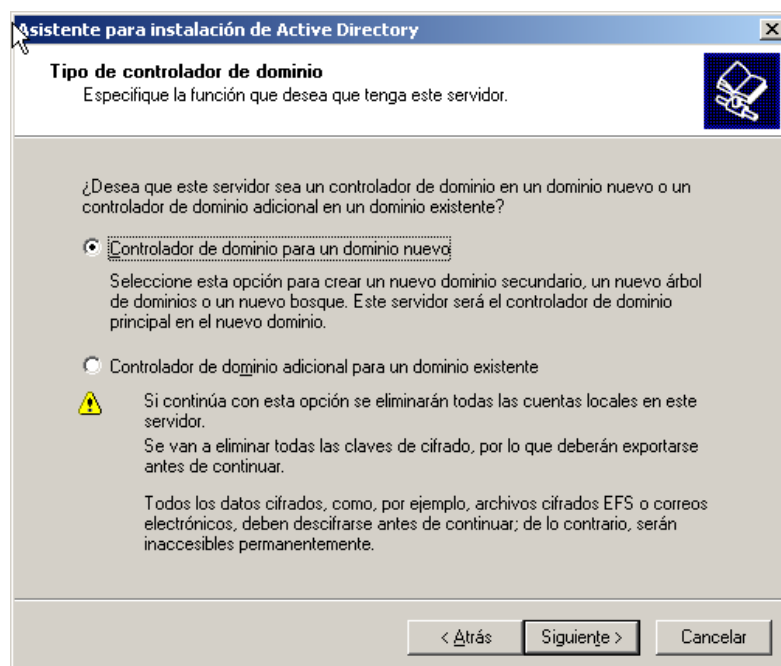 Asistente para instalación de Active Directory
Tipo de controlador de dominio
Especifique la función que desea que tenga este servidor.
¿Desea que este servidor sea un controlador de dominio en un dominio nuevo o un
controlador de dominio adicional en un dominio existente?
Controlador de dominio para un dominio nuevo
Seleccione esta opción para crear un nuevo dominio secundario, un nuevo árbol
de dominios o un nuevo bosque. Este servidor será el controlador de dominio
principal en el nuevo dominio.
Controlador de dominio adicional para un dominio existente
Si continúa con esta opción se eliminarán todas las cuentas locales en este
servidor.
Se van a eliminar todas las claves de cifrado, por lo que deberán exportarse
antes de continuar.
Todos los datos cifrados, como, por ejemplo, archivos cifrados EFS o correos
electrónicos, deben descifrarse antes de continuar; de lo contrario, serán
inaccesibles permanentemente.
< Atrás Siguiente > Cancelar